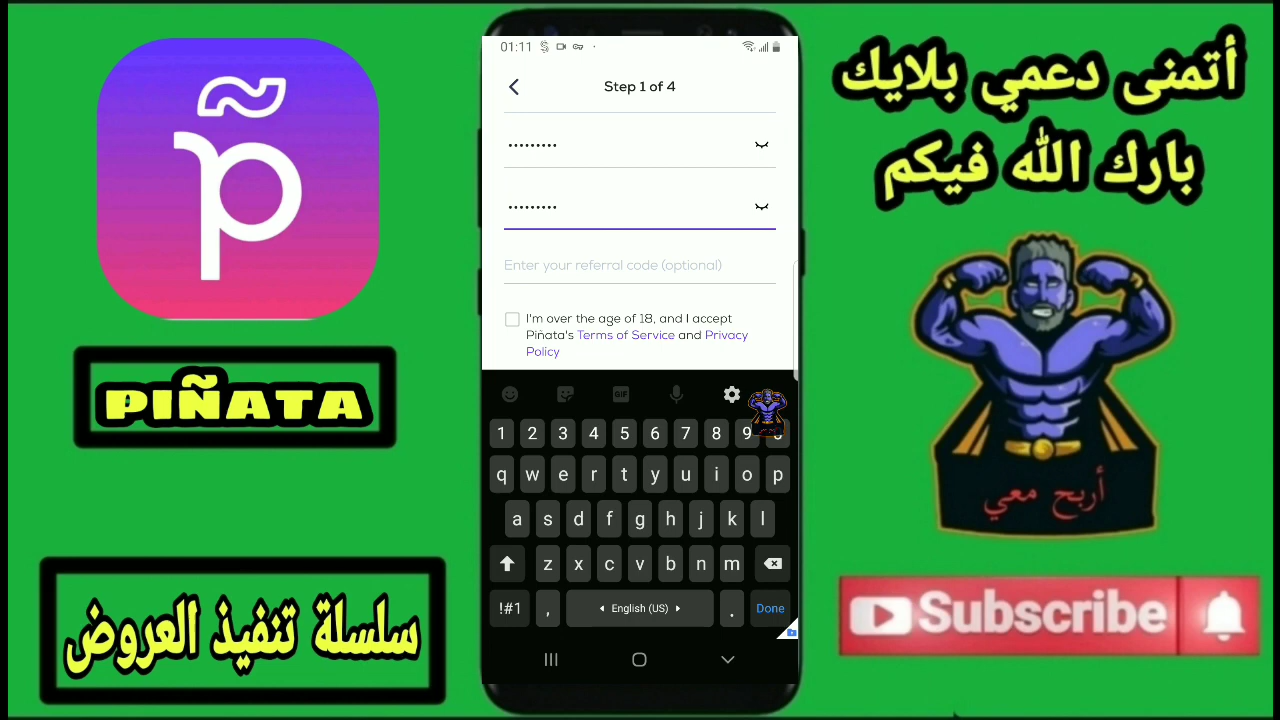 p̃
PIÑATA
سلسلة تنفيذ العروض
01:11
Step 1 of 4
•••••••••
•••••••••
Enter your referral code (optional)
I'm over the age of 18, and I accept
Piñata's Terms of Service and Privacy
Policy
GIF
1 2 3 4 5 6 7 8 9
q w e r t y u i o p
a s d f g h j k l
z x c v b n m
!#1 , English (US) . Done
أتمنى دعمي بلايك
بارك الله فيكم
أربح معي
Subscribe